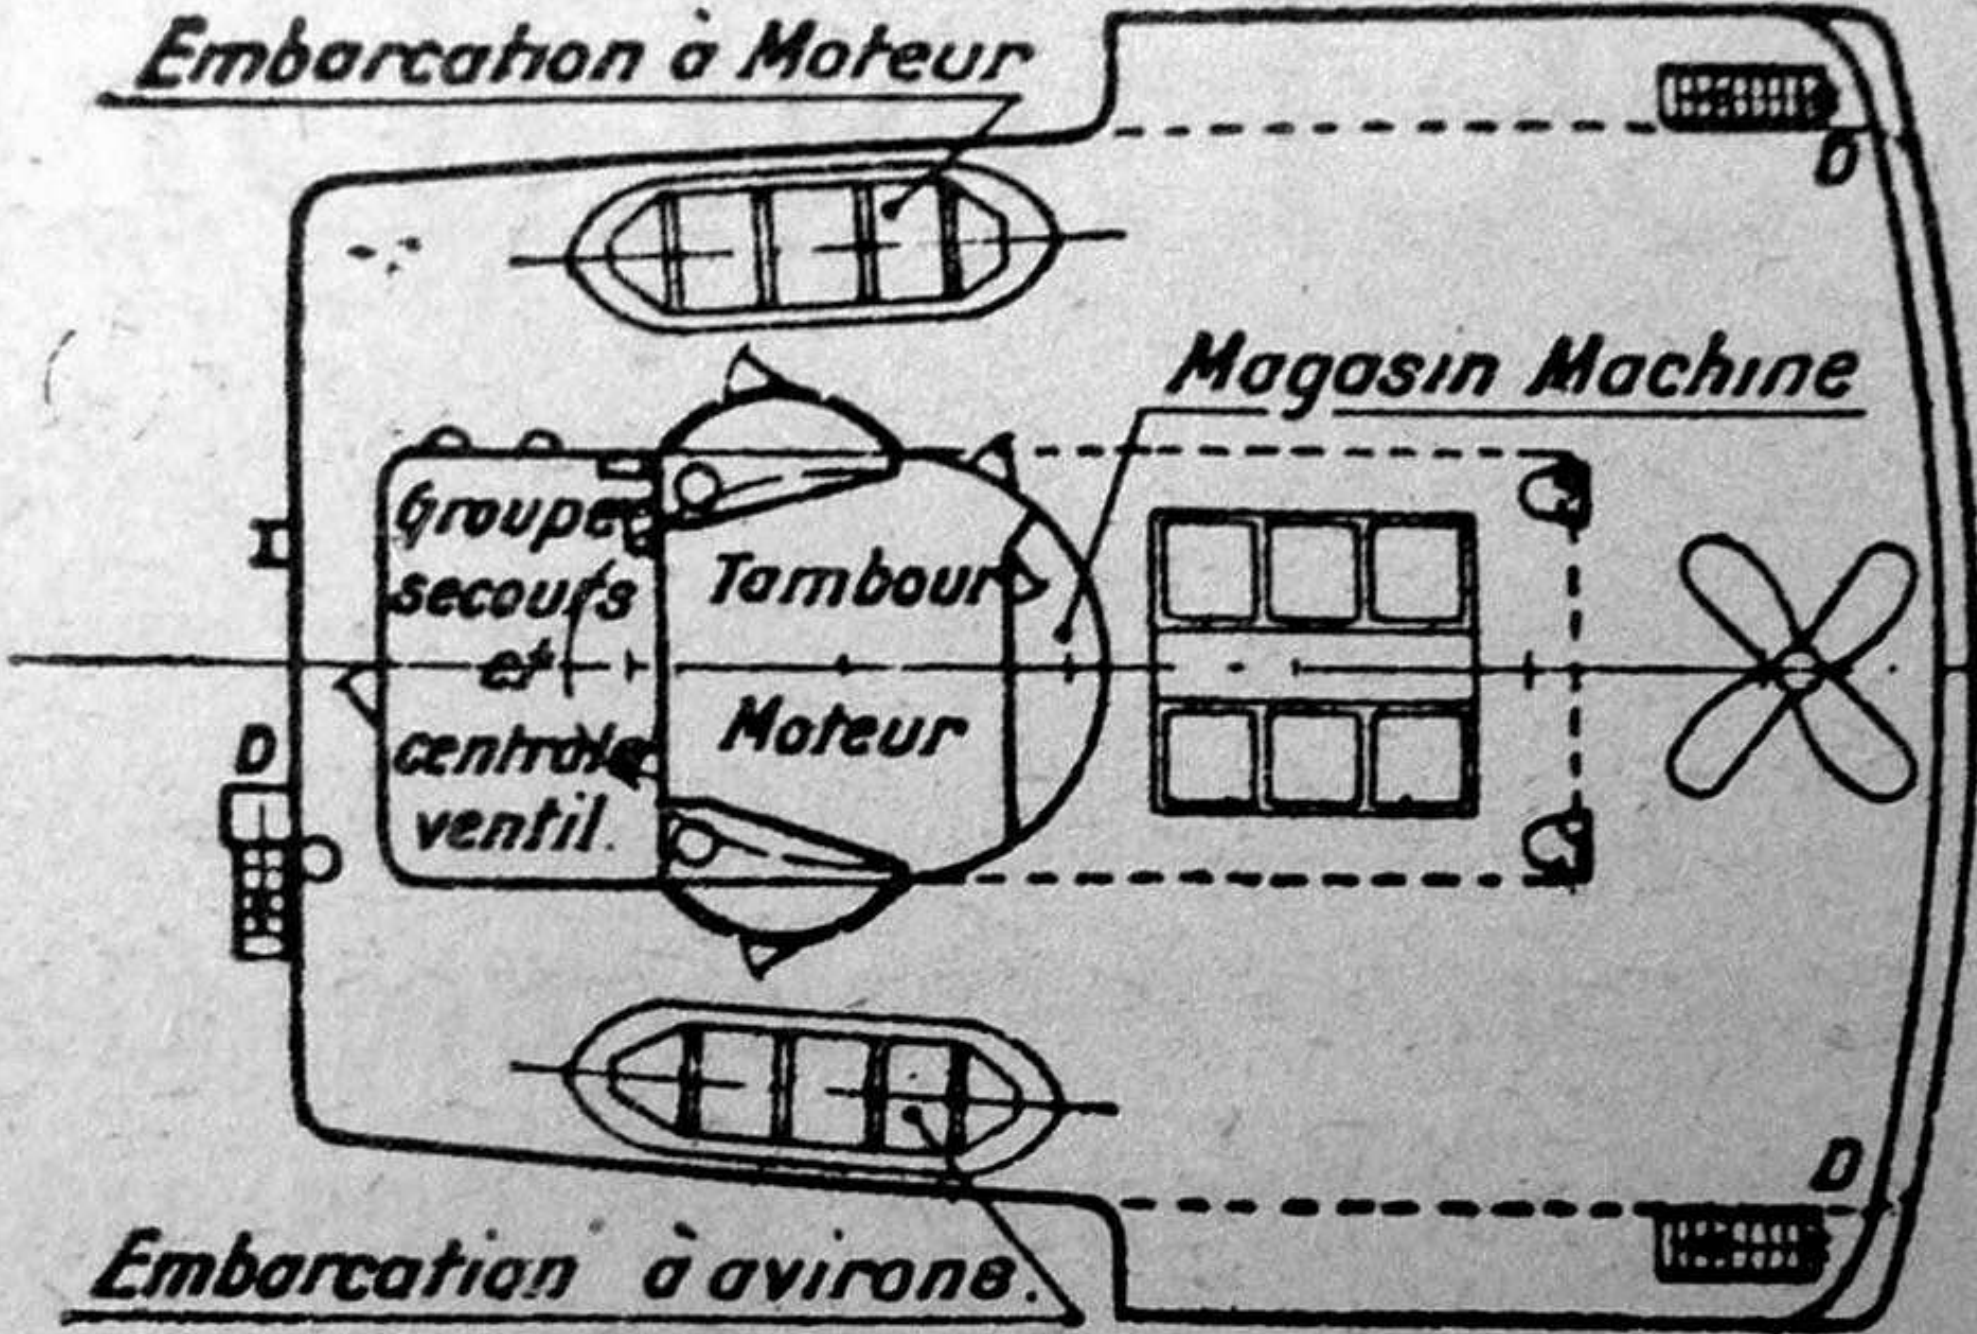 Embarcation à Moteur
D
Magasin Machine
Groupe
secours
et
centrale
ventil.
Tambour
Moteur
D
D
Embarcation à avirons.